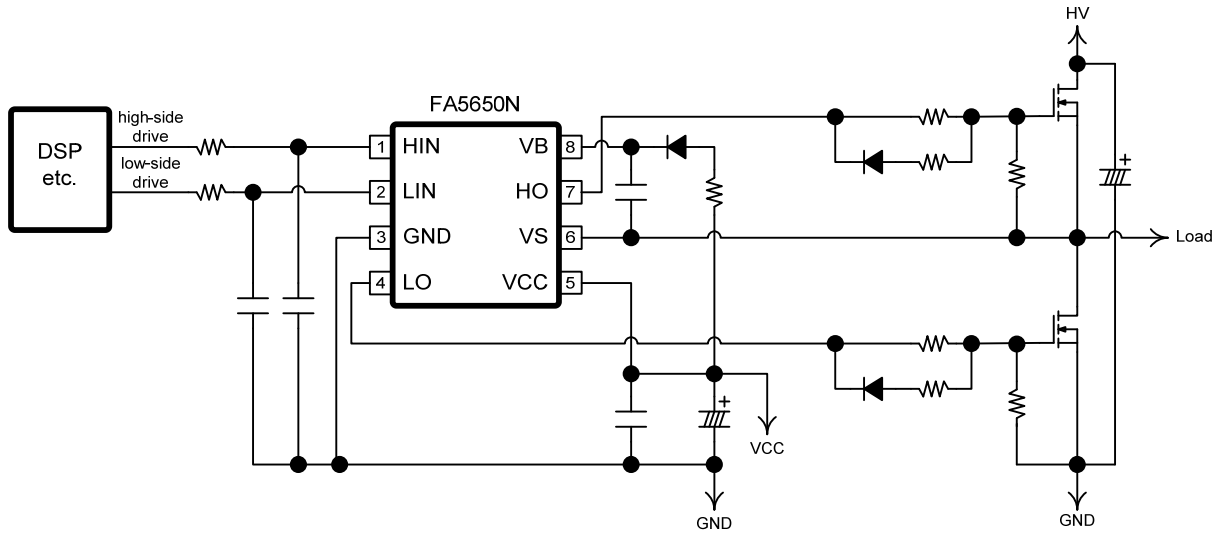 HV
FA5650N
high-side
drive
DSP
etc.
low-side
drive
1 HIN VB 8
2 LIN HO 7
3 GND VS 6
4 LO VCC 5
+
Load
+
VCC
GND
GND